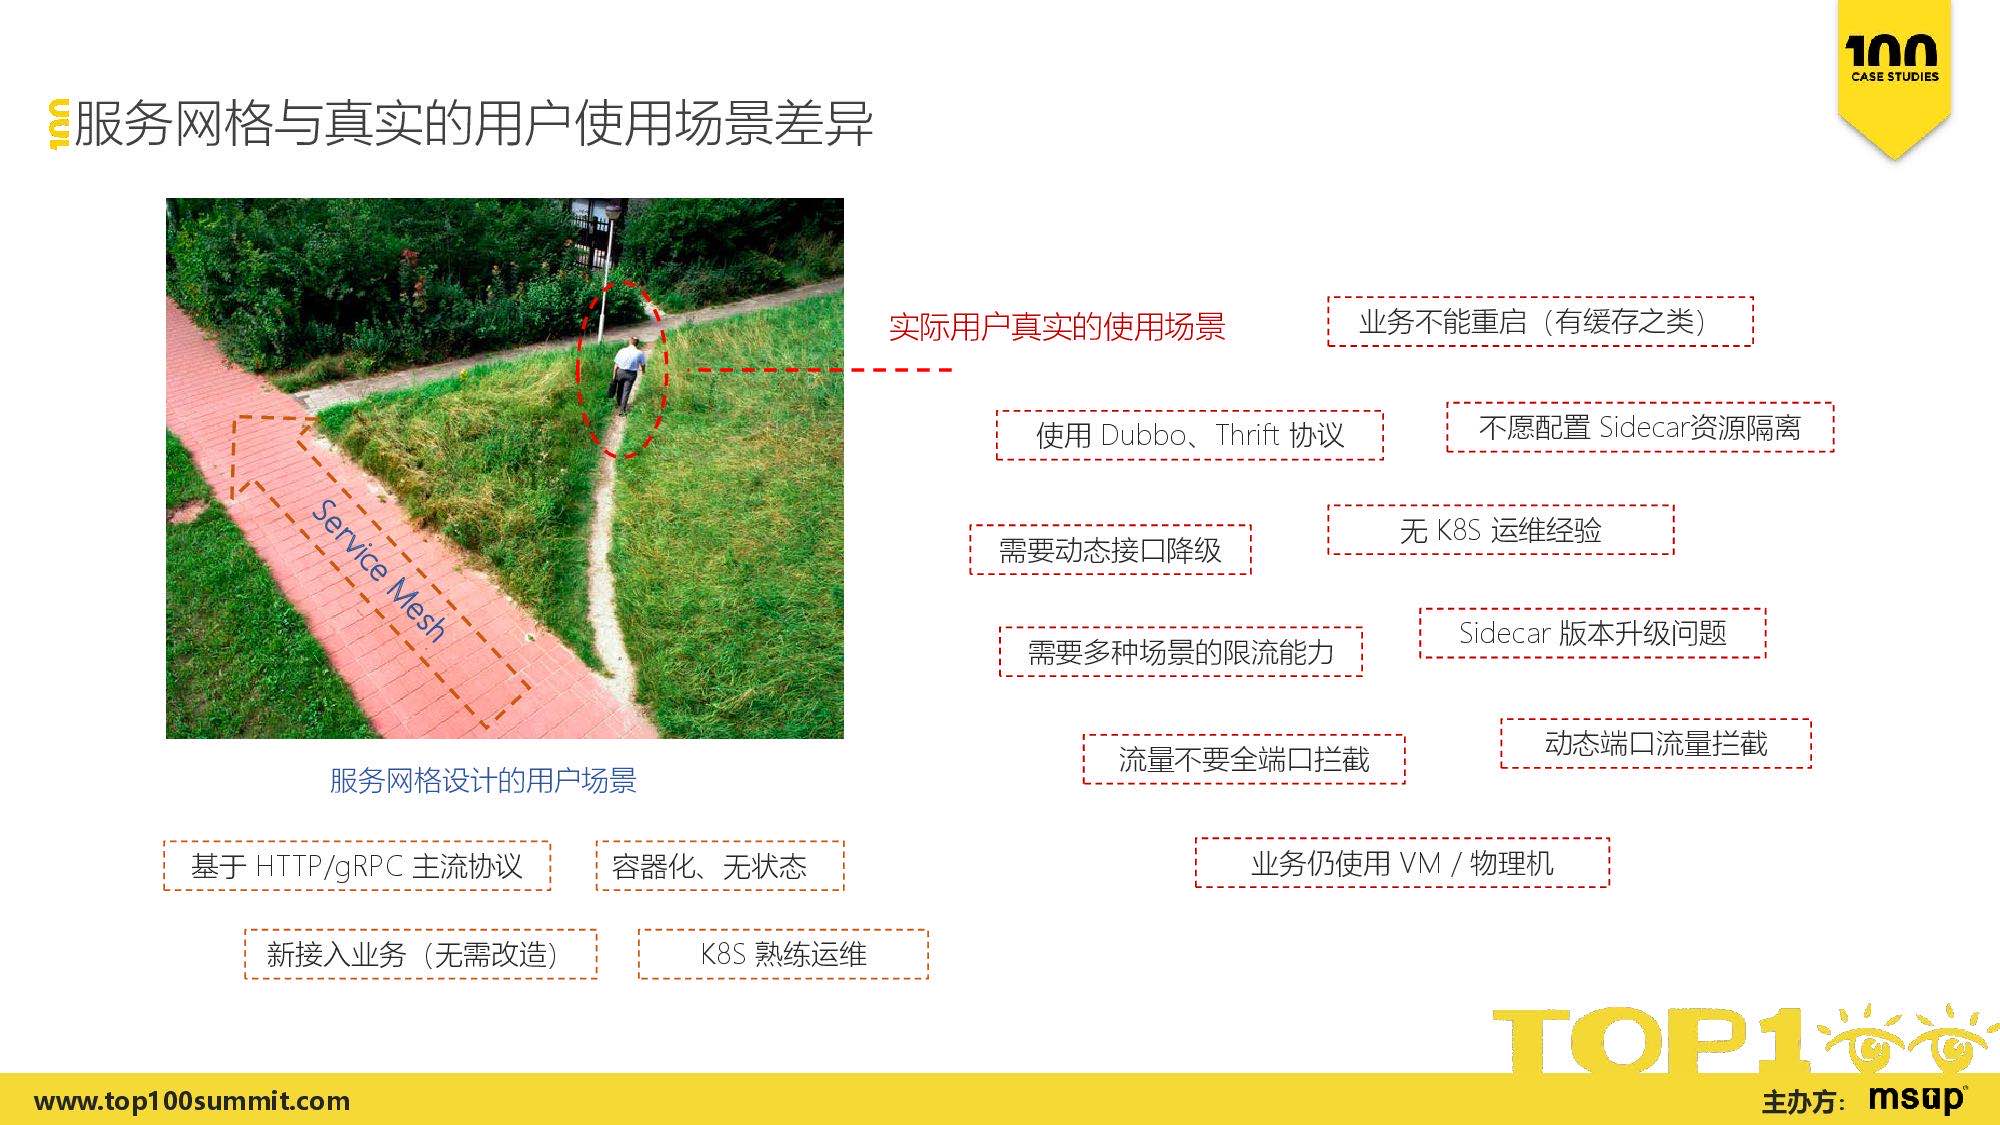 100
CASE STUDIES
服务网格与真实的用户使用场景差异
实际用户真实的使用场景
业务不能重启（有缓存之类）
使用 Dubbo、Thrift 协议
不愿配置 Sidecar资源隔离
需要动态接口降级
无 K8S 运维经验
需要多种场景的限流能力
Sidecar 版本升级问题
流量不要全端口拦截
动态端口流量拦截
业务仍使用 VM / 物理机
Service Mesh
服务网格设计的用户场景
基于 HTTP/gRPC 主流协议
容器化、无状态
新接入业务（无需改造）
K8S 熟练运维
TOP100
www.top100summit.com
主办方：msup®